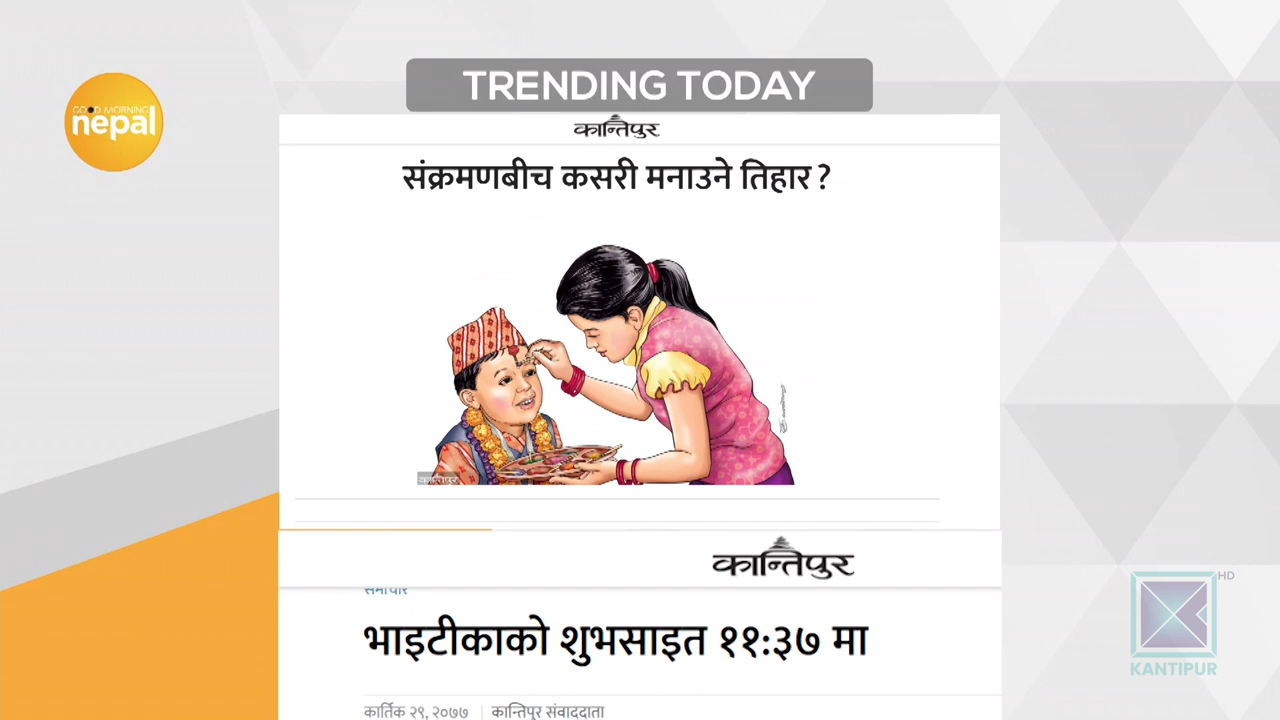 TRENDING TODAY
GOOD MORNING
nepal
कान्तिपुर
संक्रमणबीच कसरी मनाउने तिहार ?
कान्तिपुर
कान्तिपुर
समाचार
भाइटीकाको शुभसाइत ११:३७ मा
कार्तिक २९, २०७७ | कान्तिपुर संवाददाता
HD
KANTIPUR